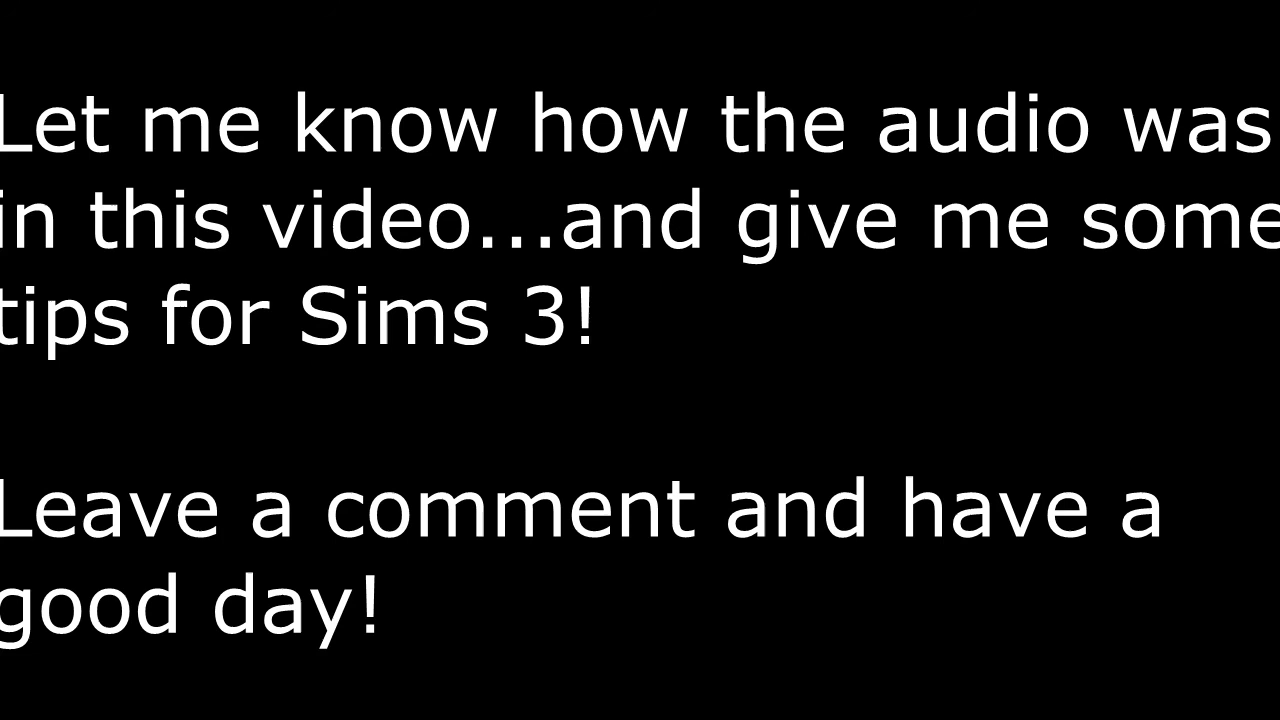 Let me know how the audio was
in this video...and give me some
tips for Sims 3!
Leave a comment and have a
good day!